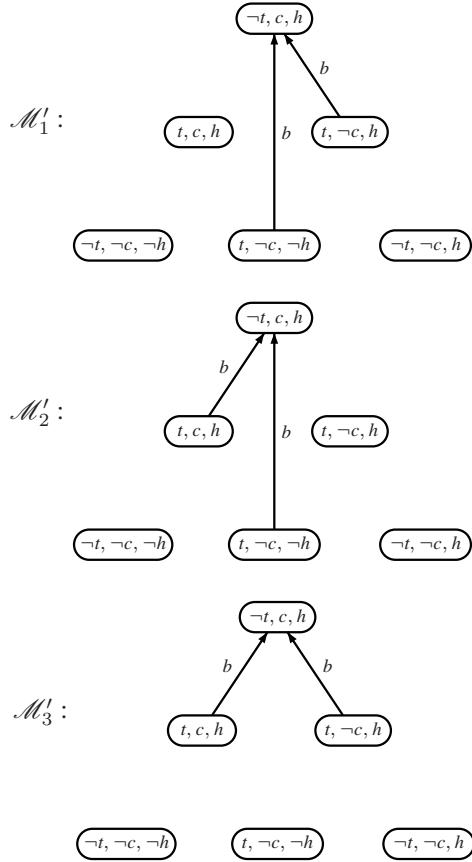 ¬t, c, h
b
ℳ′₁ :
t, c, h
t, ¬c, h
b
¬t, ¬c, ¬h
t, ¬c, ¬h
¬t, ¬c, h
¬t, c, h
b
ℳ′₂ :
t, c, h
t, ¬c, h
b
¬t, ¬c, ¬h
t, ¬c, ¬h
¬t, ¬c, h
¬t, c, h
b
b
ℳ′₃ :
t, c, h
t, ¬c, h
¬t, ¬c, ¬h
t, ¬c, ¬h
¬t, ¬c, h